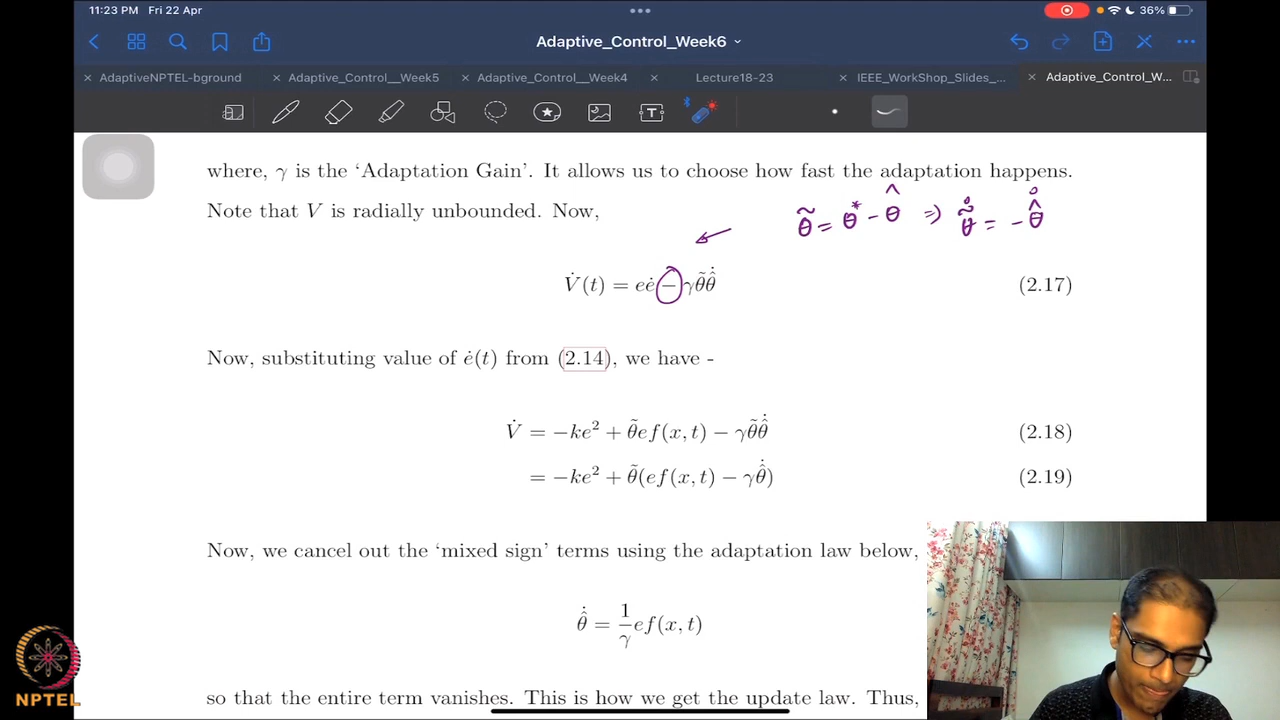 11:23 PM Fri 22 Apr 36%
Adaptive_Control_Week6
AdaptiveNPTEL-bground Adaptive_Control__Week5 Adaptive_Control__Week4 Lecture18-23 IEEE_WorkShop_Slides_... Adaptive_Control_W...
where, γ is the ‘Adaptation Gain’. It allows us to choose how fast the adaptation happens.
Note that V is radially unbounded. Now,
θ̃ = θ* - θ̂ ⇒ θ̃̇ = - θ̂̇
V̇(t) = eė − γθ̃θ̂̇ (2.17)
Now, substituting value of ė(t) from (2.14), we have -
V̇ = −ke² + θ̃ef(x, t) − γθ̃θ̂̇ (2.18)
= −ke² + θ̃(ef(x, t) − γθ̂̇) (2.19)
Now, we cancel out the ‘mixed sign’ terms using the adaptation law below,
θ̂̇ = 1/γ ef(x, t)
so that the entire term vanishes. This is how we get the update law. Thus,
NPTEL